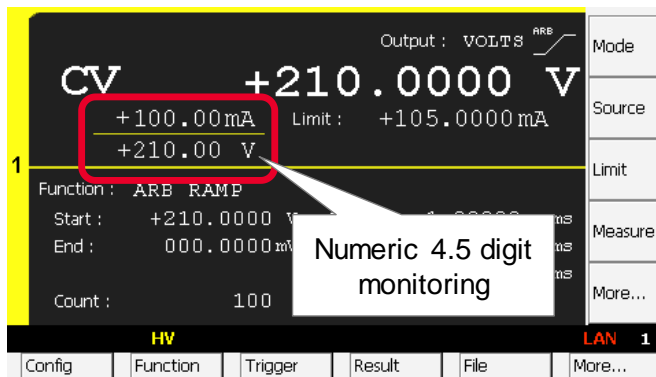 Output : VOLTS ARB
CV +210.0000 V
+100.00mA Limit : +105.0000mA
+210.00 V
1
Function : ARB RAMP
Start : +210.0000 ms
End : 000.0000m ms
ms
Count : 100
Numeric 4.5 digit
monitoring
HV
LAN 1
Mode
Source
Limit
Measure
More...
Config Function Trigger Result File More...